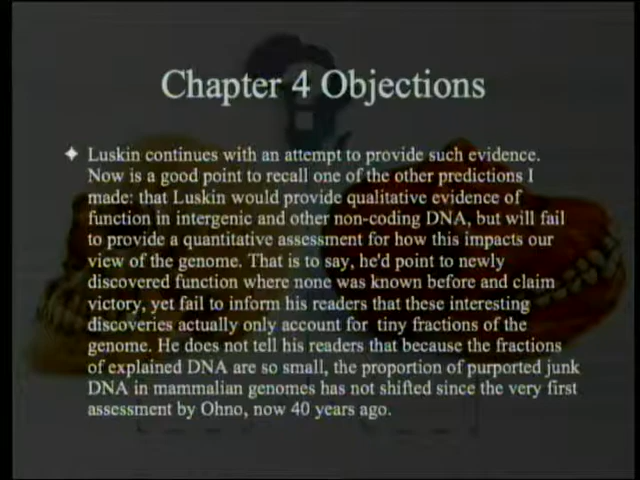 Chapter 4 Objections
Luskin continues with an attempt to provide such evidence.
Now is a good point to recall one of the other predictions I
made: that Luskin would provide qualitative evidence of
function in intergenic and other non-coding DNA, but will fail
to provide a quantitative assessment for how this impacts our
view of the genome. That is to say, he'd point to newly
discovered function where none was known before and claim
victory, yet fail to inform his readers that these interesting
discoveries actually only account for tiny fractions of the
genome. He does not tell his readers that because the fractions
of explained DNA are so small, the proportion of purported junk
DNA in mammalian genomes has not shifted since the very first
assessment by Ohno, now 40 years ago.